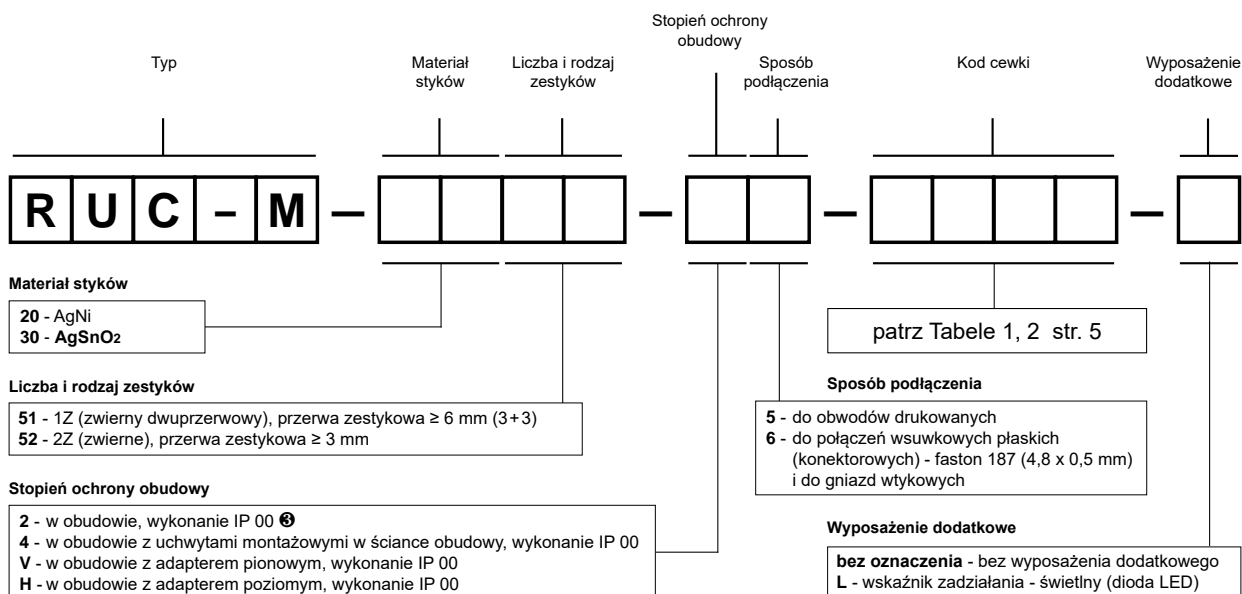 Stopień ochrony
obudowy
Typ
Materiał
styków
Liczba i rodzaj
zestyków
Sposób
podłączenia
Kod cewki
Wyposażenie
dodatkowe
R U C – M – – – –
Materiał styków
20 - AgNi
30 - AgSnO2
patrz Tabele 1, 2 str. 5
Liczba i rodzaj zestyków
51 - 1Z (zwierny dwuprzerwowy), przerwa zestykowa ≥ 6 mm (3+3)
52 - 2Z (zwierne), przerwa zestykowa ≥ 3 mm
Sposób podłączenia
5 - do obwodów drukowanych
6 - do połączeń wsuwkowych płaskich
(konektorowych) - faston 187 (4,8 x 0,5 mm)
i do gniazd wtykowych
Stopień ochrony obudowy
2 - w obudowie, wykonanie IP 00 ❸
4 - w obudowie z uchwytami montażowymi w ściance obudowy, wykonanie IP 00
V - w obudowie z adapterem pionowym, wykonanie IP 00
H - w obudowie z adapterem poziomym, wykonanie IP 00
Wyposażenie dodatkowe
bez oznaczenia - bez wyposażenia dodatkowego
L - wskaźnik zadziałania - świetlny (dioda LED)